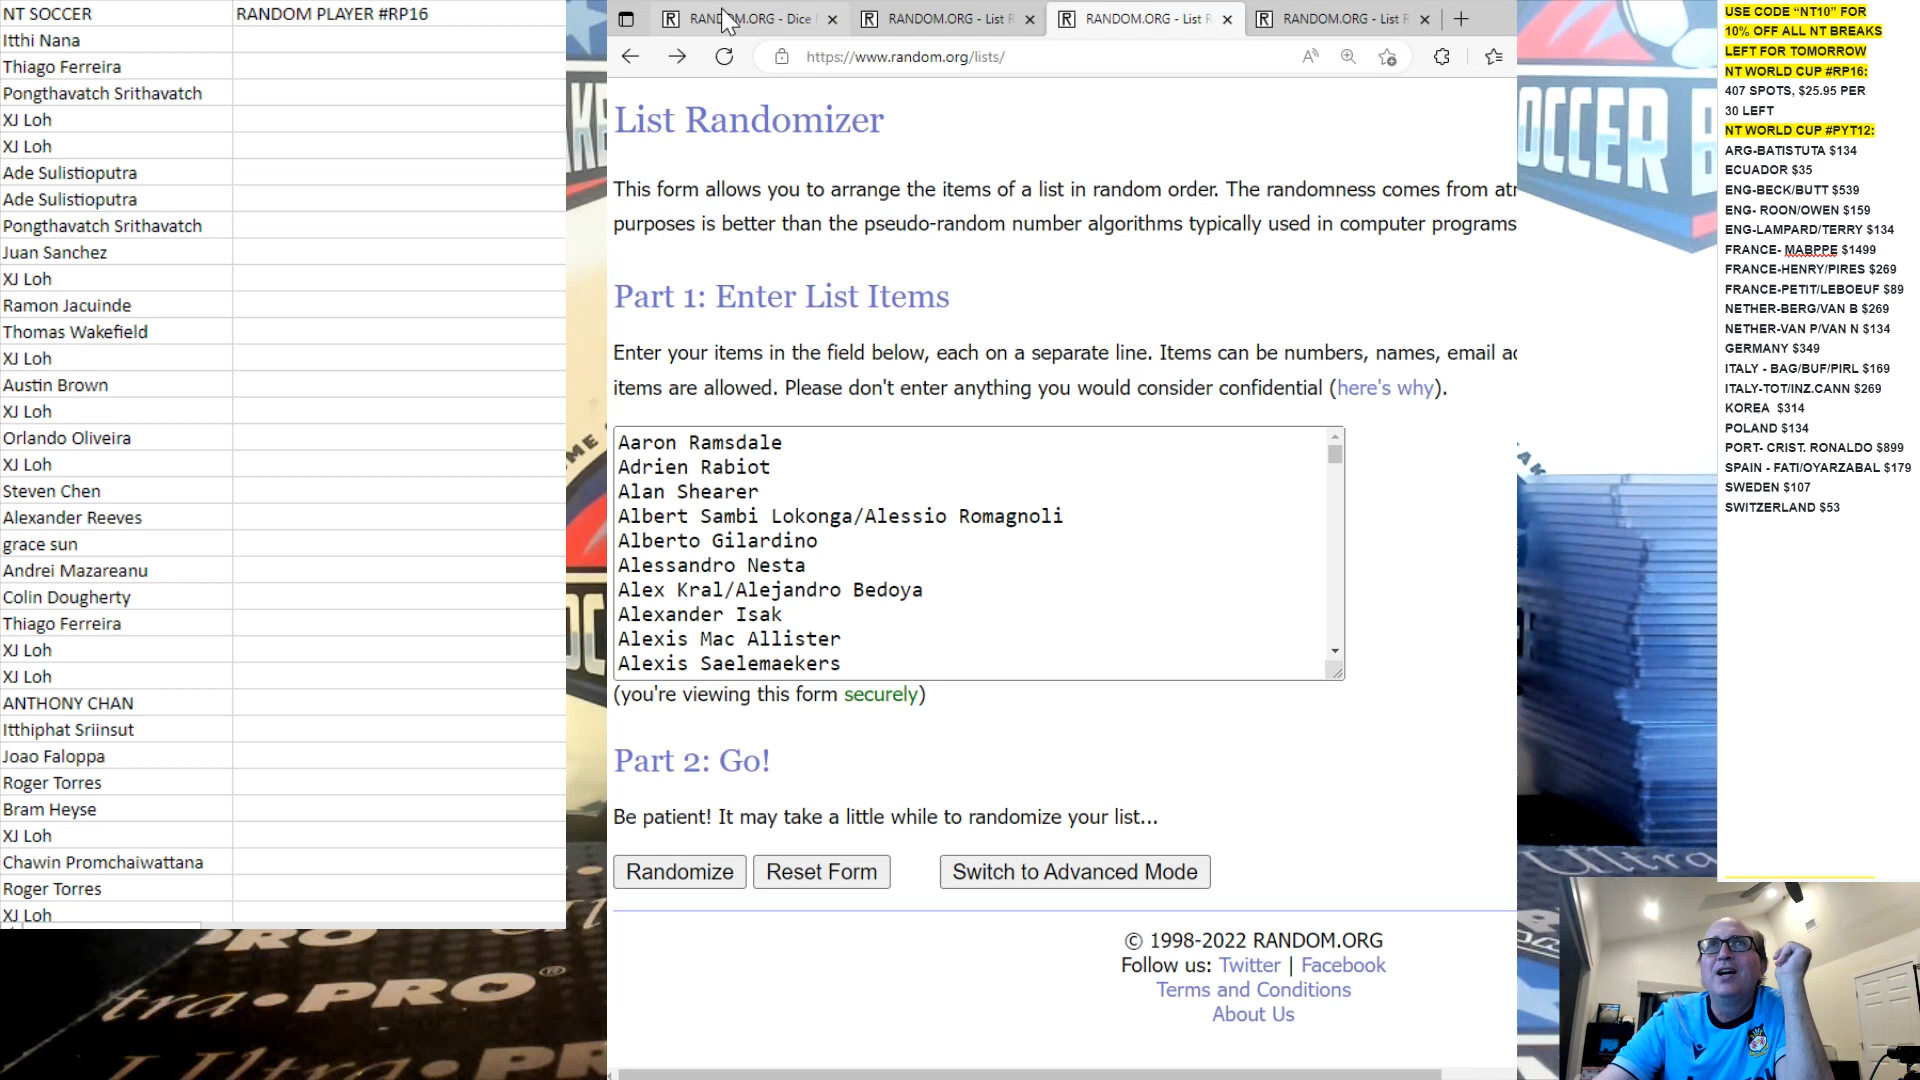 NT SOCCER
RANDOM PLAYER #RP16
Itthi Nana
Thiago Ferreira
Pongthavatch Srithavatch
XJ Loh
XJ Loh
Ade Sulistioputra
Ade Sulistioputra
Pongthavatch Srithavatch
Juan Sanchez
XJ Loh
Ramon Jacuinde
Thomas Wakefield
XJ Loh
Austin Brown
XJ Loh
Orlando Oliveira
XJ Loh
Steven Chen
Alexander Reeves
grace sun
Andrei Mazareanu
Colin Dougherty
Thiago Ferreira
XJ Loh
XJ Loh
ANTHONY CHAN
Itthiphat Sriinsut
Joao Faloppa
Roger Torres
Bram Heyse
XJ Loh
Chawin Promchaiwattana
Roger Torres
XJ Loh
RANDOM.ORG - Dice
RANDOM.ORG - List R
RANDOM.ORG - List R
RANDOM.ORG - List R
https://www.random.org/lists/
List Randomizer
This form allows you to arrange the items of a list in random order. The randomness comes from
purposes is better than the pseudo-random number algorithms typically used in computer programs
Part 1: Enter List Items
Enter your items in the field below, each on a separate line. Items can be numbers, names, email
items are allowed. Please don't enter anything you would consider confidential (here's why).
Aaron Ramsdale
Adrien Rabiot
Alan Shearer
Albert Sambi Lokonga/Alessio Romagnoli
Alberto Gilardino
Alessandro Nesta
Alex Kral/Alejandro Bedoya
Alexander Isak
Alexis Mac Allister
Alexis Saelemaekers
(you're viewing this form securely)
Part 2: Go!
Be patient! It may take a little while to randomize your list...
Randomize
Reset Form
Switch to Advanced Mode
© 1998-2022 RANDOM.ORG
Follow us: Twitter | Facebook
Terms and Conditions
About Us
USE CODE “NT10” FOR
10% OFF ALL NT BREAKS
LEFT FOR TOMORROW
NT WORLD CUP #RP16:
407 SPOTS, $25.95 PER
30 LEFT
NT WORLD CUP #PYT12:
ARG-BATISTUTA $134
ECUADOR $35
ENG-BECK/BUTT $539
ENG- ROON/OWEN $159
ENG-LAMPARD/TERRY $134
FRANCE- MABPPE $1499
FRANCE-HENRY/PIRES $269
FRANCE-PETIT/LEBOEUF $89
NETHER-BERG/VAN B $269
NETHER-VAN P/VAN N $134
GERMANY $349
ITALY - BAG/BUF/PIRL $169
ITALY-TOT/INZ.CANN $269
KOREA $314
POLAND $134
PORT- CRIST. RONALDO $899
SPAIN - FATI/OYARZABAL $179
SWEDEN $107
SWITZERLAND $53
OCCER
PRO
tra•PRO®
Ultra•PR
Ultra